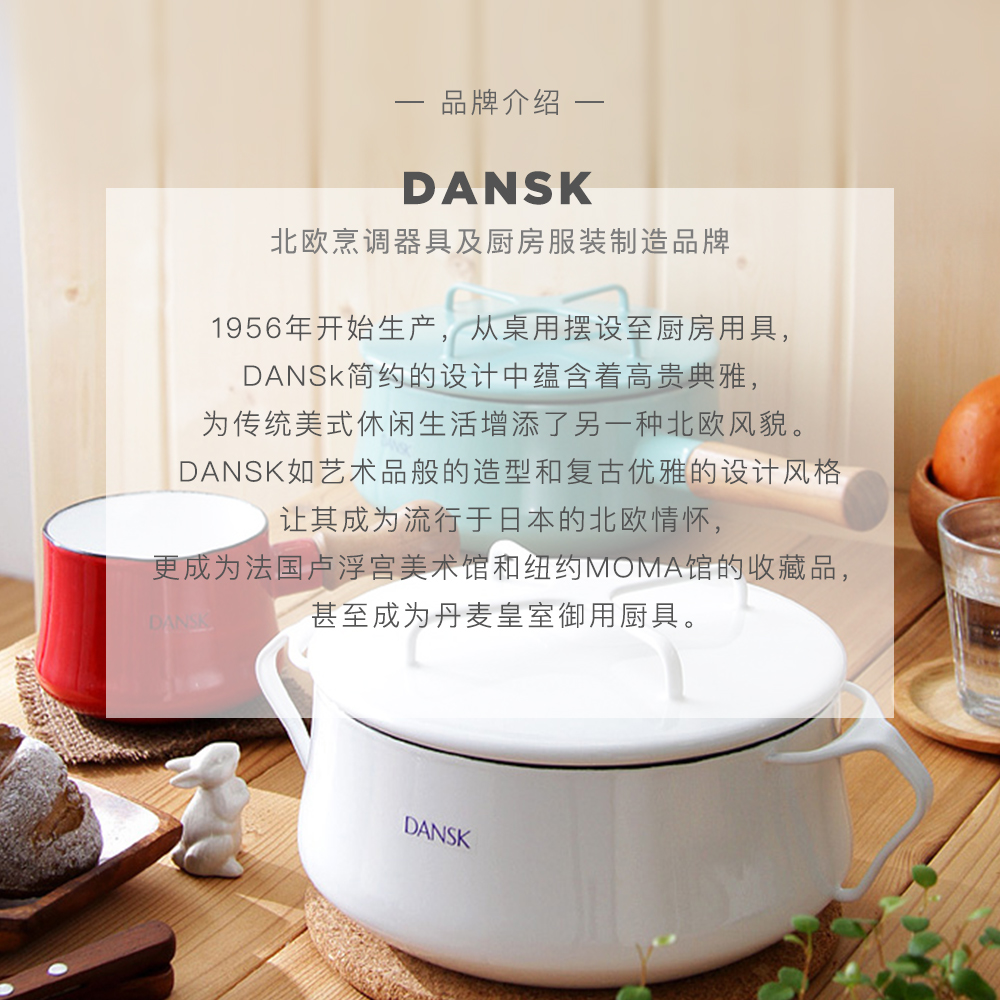 — 品牌介绍 —
DANSK
北欧烹调器具及厨房服装制造品牌
1956年开始生产，从桌用摆设至厨房用具，
DANSk简约的设计中蕴含着高贵典雅，
为传统美式休闲生活增添了另一种北欧风貌。
DANSK如艺术品般的造型和复古优雅的设计风格
让其成为流行于日本的北欧情怀，
更成为法国卢浮宫美术馆和纽约MOMA馆的收藏品，
甚至成为丹麦皇室御用厨具。
DANSK
DANSK
DANSK